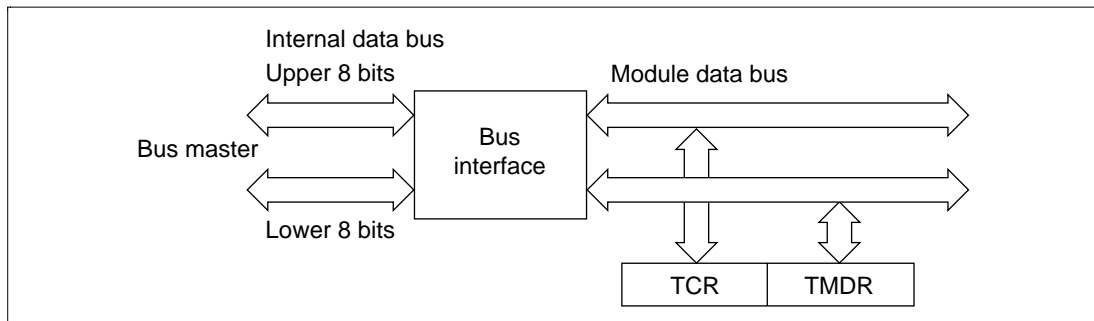 Internal data bus
Upper 8 bits
Module data bus
Bus master
Bus
interface
Lower 8 bits
TCR
TMDR